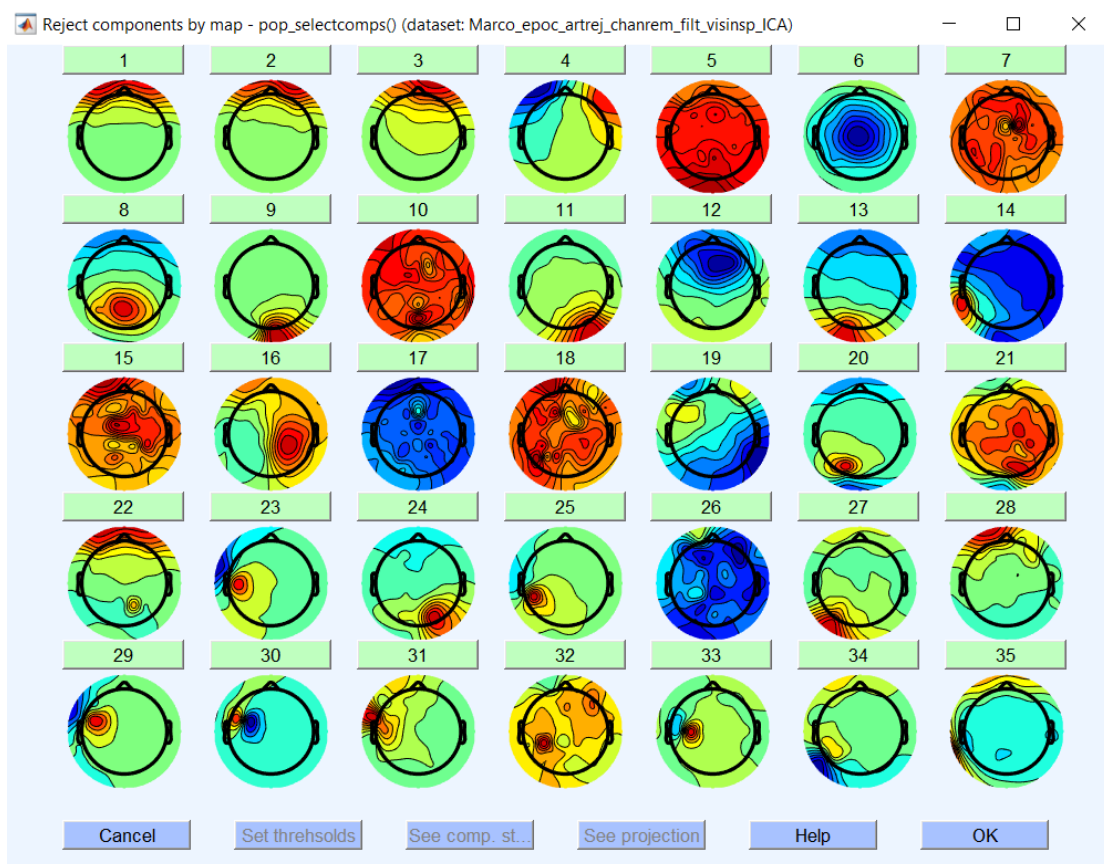 Reject components by map - pop_selectcomps() (dataset: Marco_epoc_artrej_chanrem_filt_visinsp_ICA)
1 2 3 4 5 6 7
8 9 10 11 12 13 14
15 16 17 18 19 20 21
22 23 24 25 26 27 28
29 30 31 32 33 34 35
Cancel Set threhsolds See comp. st... See projection Help OK